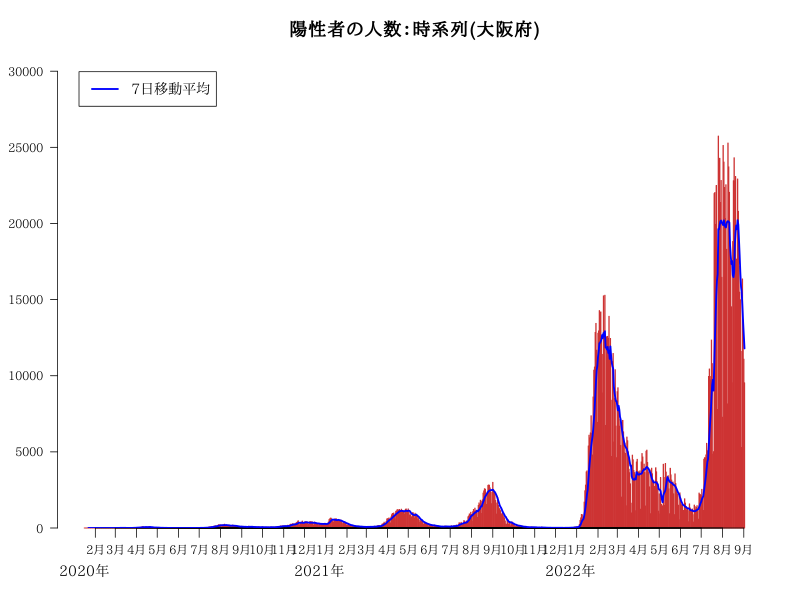 陽性者の人数:時系列(大阪府)
30000
7日移動平均
25000
20000
15000
10000
5000
0
2月 3月 4月 5月 6月 7月 8月 9月 10月 11月 12月 1月 2月 3月 4月 5月 6月 7月 8月 9月 10月 11月 12月 1月 2月 3月 4月 5月 6月 7月 8月 9月
2020年 2021年 2022年